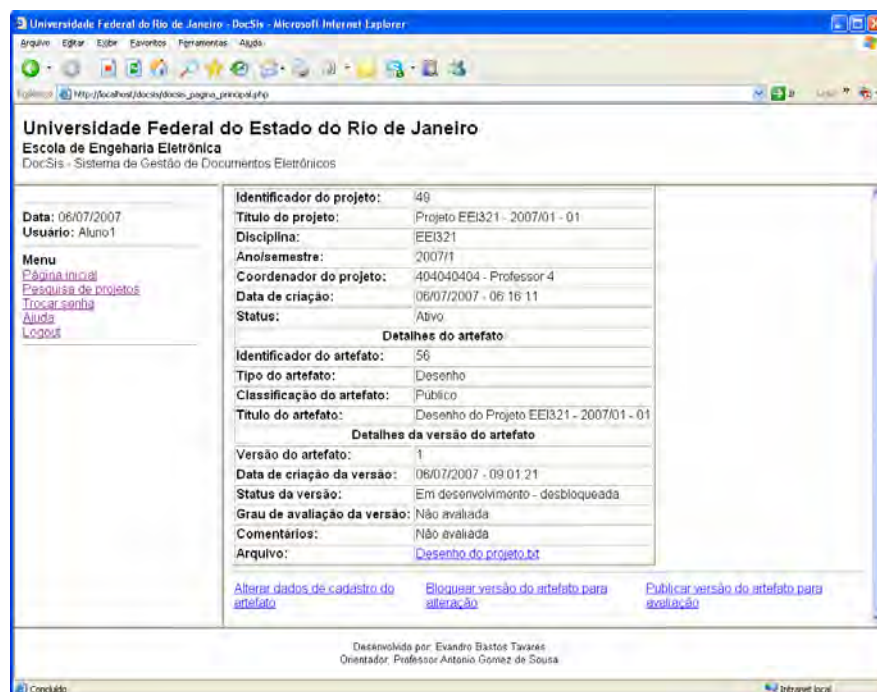 Universidade Federal do Rio de Janeiro - DocSis - Microsoft Internet Explorer
Arquivo Editar Exibir Favoritos Ferramentas Ajuda
Endereço http://localhost/docsis/docsis_pagina_principal.php
Universidade Federal do Estado do Rio de Janeiro
Escola de Engeharia Eletrônica
DocSis - Sistema de Gestão de Documentos Eletrônicos
Data: 06/07/2007
Usuário: Aluno1
Menu
Página inicial
Pesquisa de projetos
Trocar senha
Ajuda
Logout
Identificador do projeto: 49
Título do projeto: Projeto EEI321 - 2007/01 - 01
Disciplina: EEI321
Ano/semestre: 2007/1
Coordenador do projeto: 404040404 - Professor 4
Data de criação: 06/07/2007 - 06:16:11
Status: Ativo
Detalhes do artefato
Identificador do artefato: 56
Tipo do artefato: Desenho
Classificação do artefato: Público
Título do artefato: Desenho do Projeto EEI321 - 2007/01 - 01
Detalhes da versão do artefato
Versão do artefato: 1
Data de criação da versão: 06/07/2007 - 09:01:21
Status da versão: Em desenvolvimento - desbloqueada
Grau de avaliação da versão: Não avaliada
Comentários: Não avaliada
Arquivo: Desenho do projeto.txt
Alterar dados de cadastro do artefato
Bloquear versão do artefato para alteração
Publicar versão do artefato para avaliação
Desenvolvido por: Evandro Bastos Tavares
Orientador: Professor Antonio Gomez de Sousa
Concluído
Intranet local